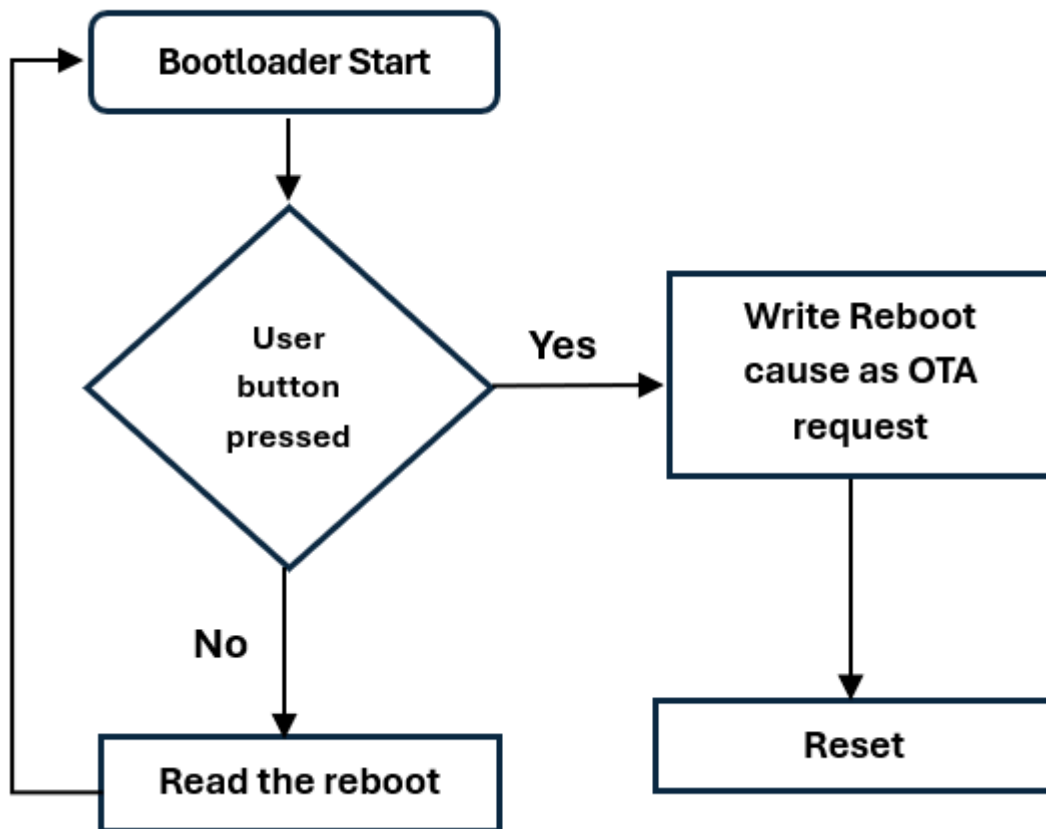 Bootloader Start
User
button
pressed
Yes
Write Reboot
cause as OTA
request
No
Read the reboot
Reset